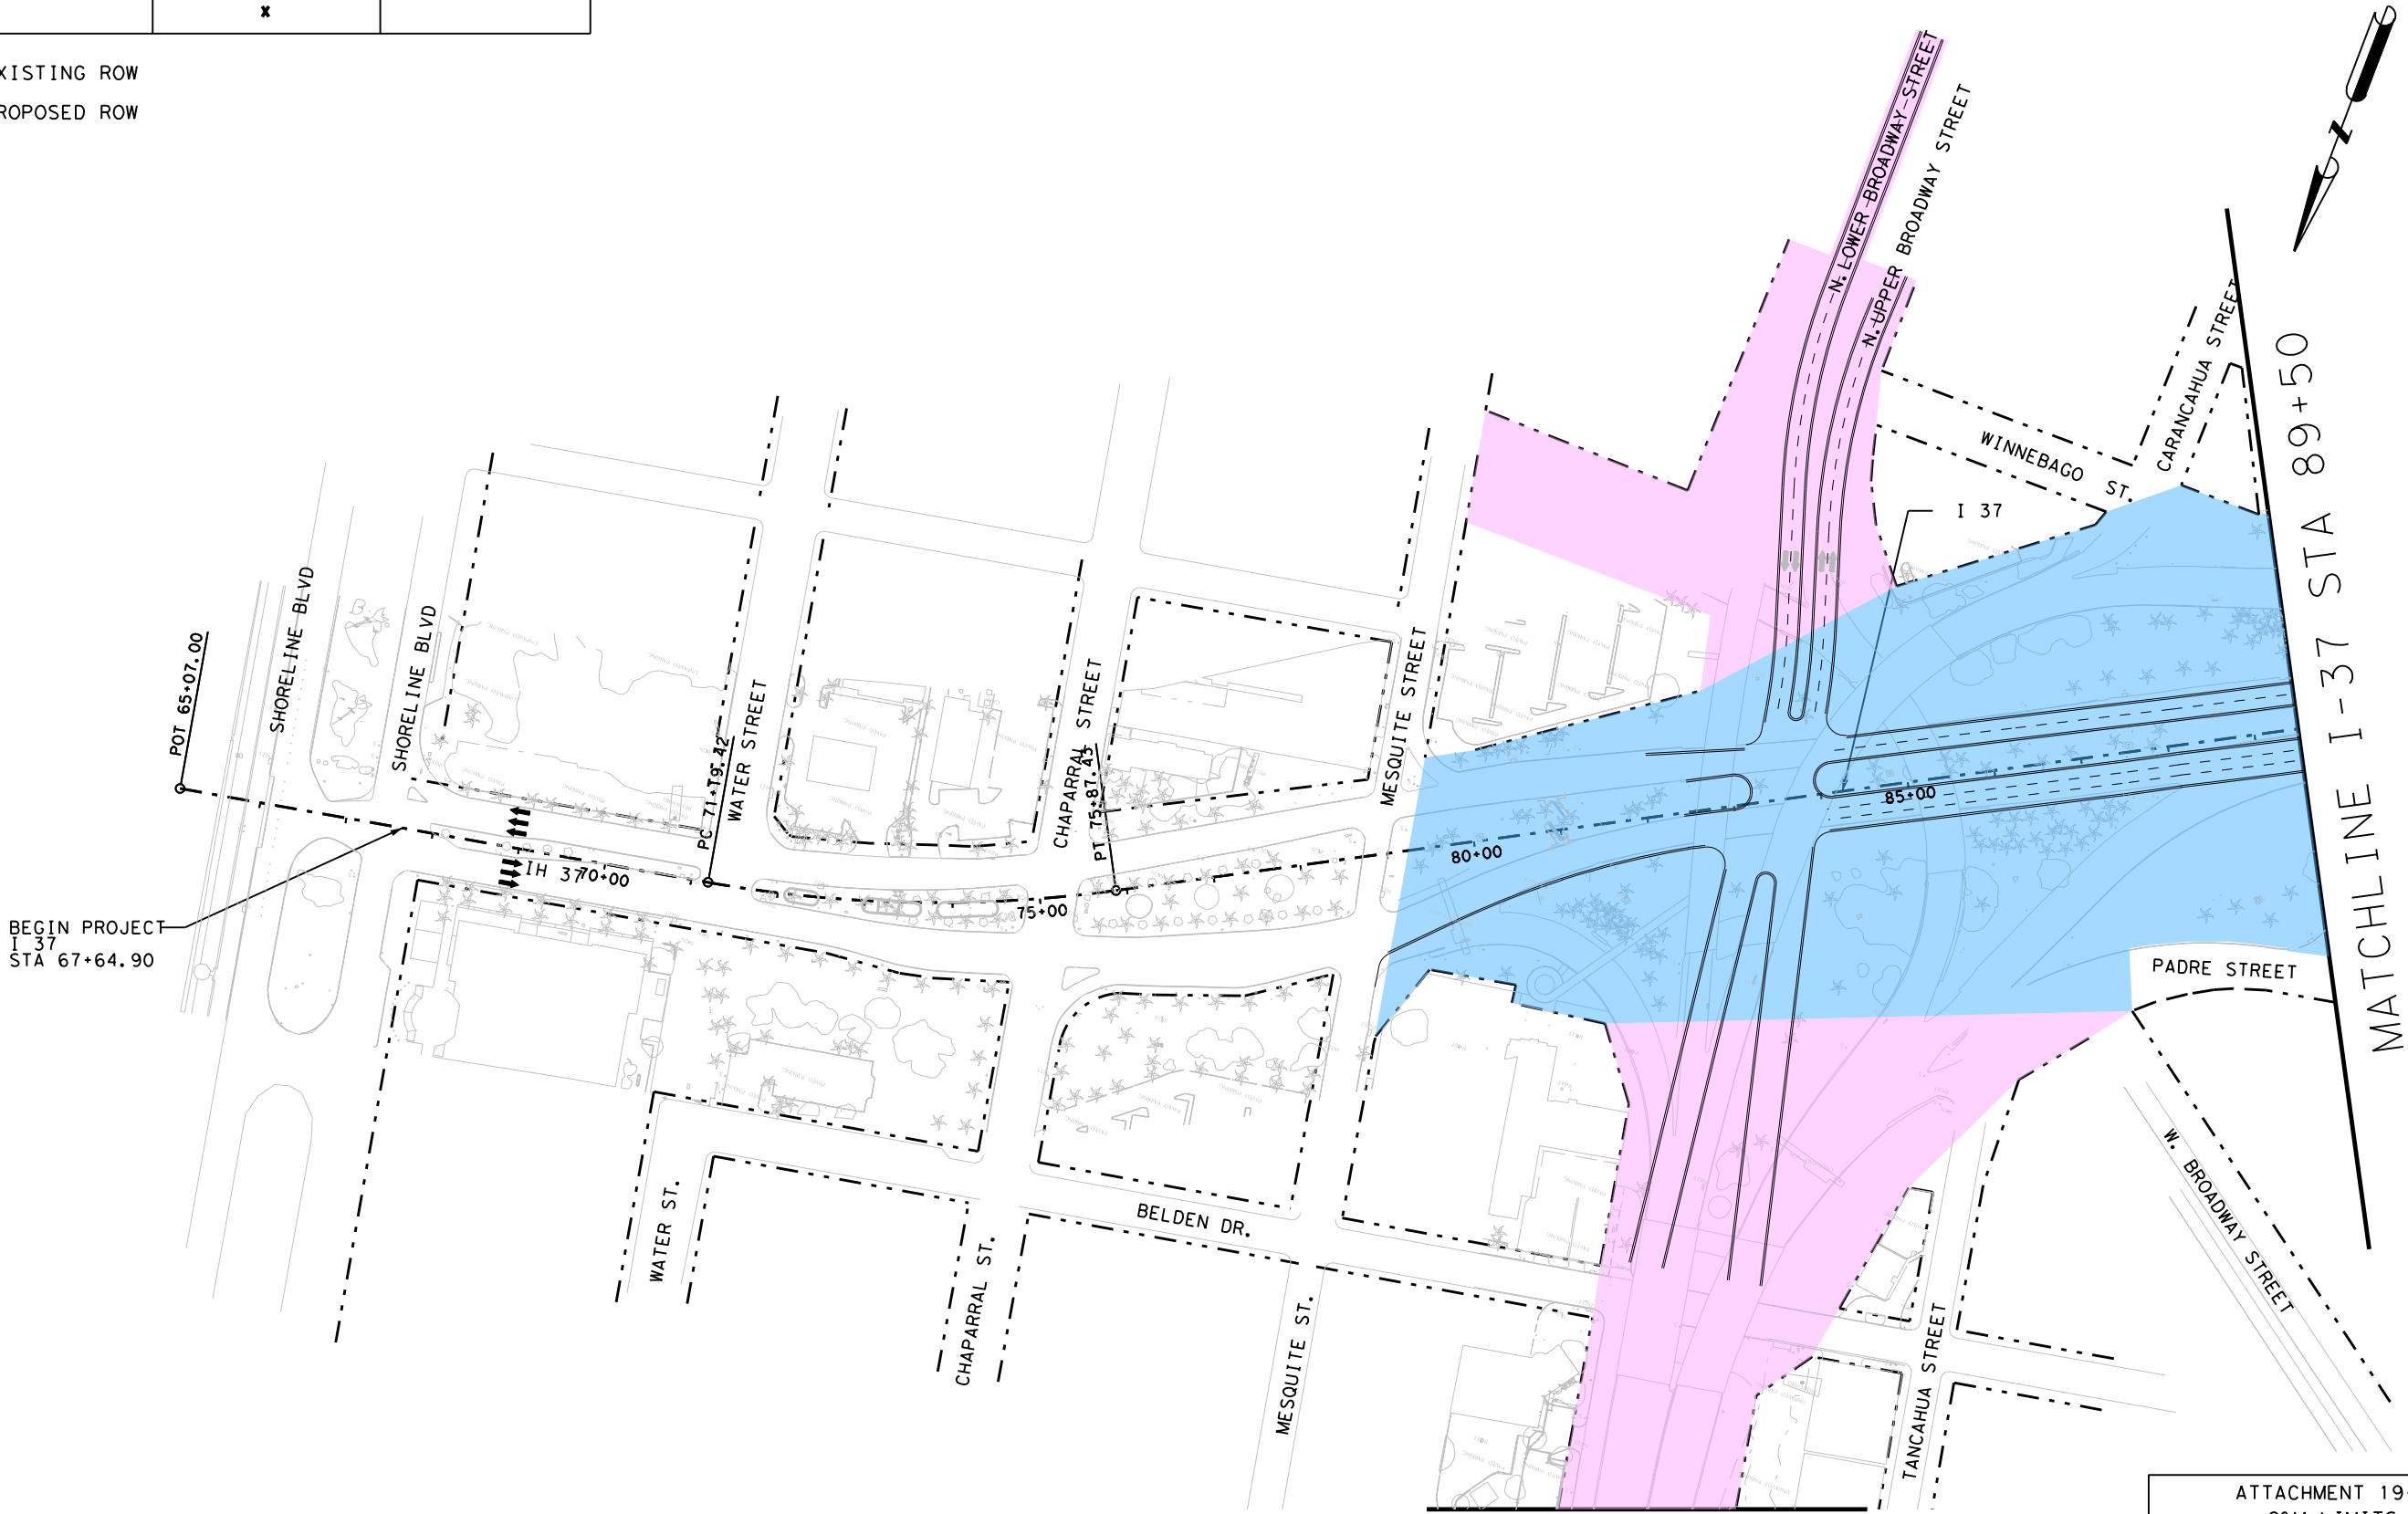 x
XISTING ROW
ROPOSED ROW
N. LOWER BROADWAY STREET
N. UPPER BROADWAY STREET
N
CARANCAHUA STREET
WINNEBAGO ST.
I 37
MATCHLINE I-37 STA 89+50
POT 65+07.00
SHORELINE BLVD
SHORELINE BLVD
PC 71+19.42
WATER STREET
CHAPARRAL STREET
PT 75+87.43
MESQUITE STREET
IH 37
70+00
75+00
80+00
85+00
BEGIN PROJECT
I 37
STA 67+64.90
PADRE STREET
W. BROADWAY STREET
WATER ST.
CHAPARRAL ST.
BELDEN DR.
MESQUITE ST.
TANCAHUA STREET
ATTACHMENT 19